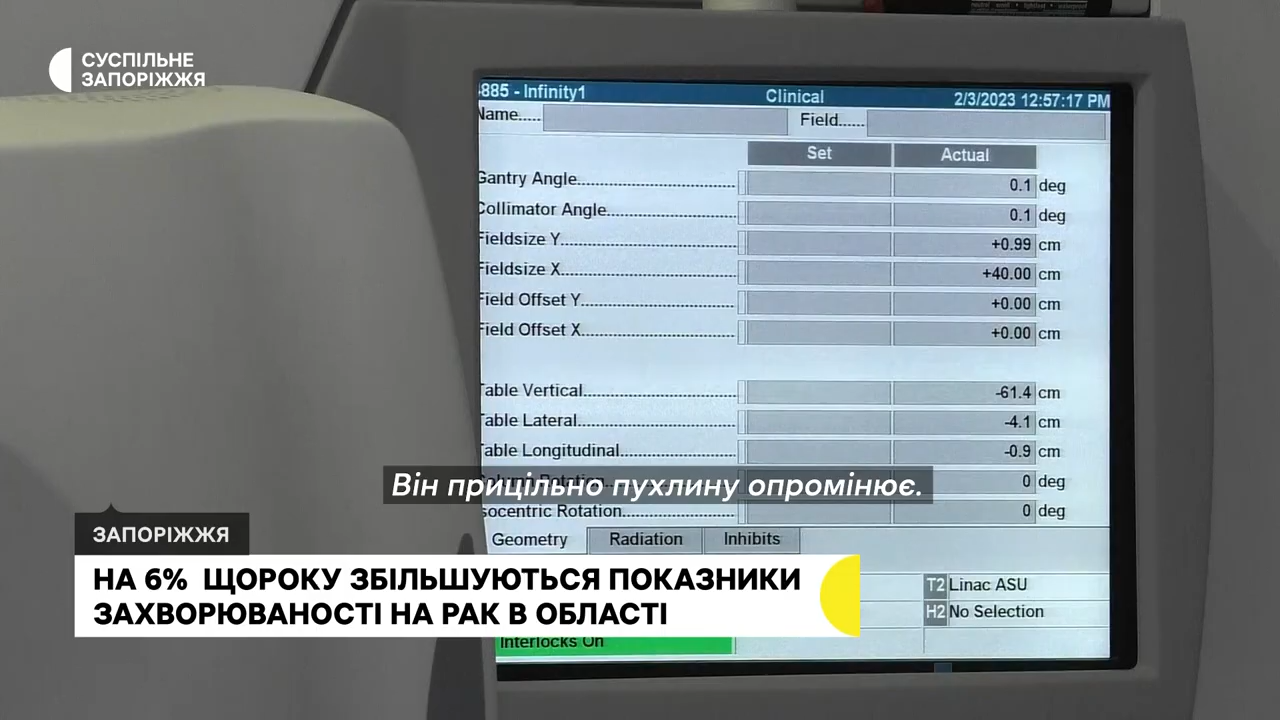 СУСПІЛЬНЕ
ЗАПОРІЖЖЯ
885 - Infinity1 Clinical 2/3/2023 12:57:17 PM
Name..... Field......
Set Actual
Gantry Angle 0.1 deg
Collimator Angle 0.1 deg
Fieldsize Y +0.99 cm
Fieldsize X +40.00 cm
Field Offset Y +0.00 cm
Field Offset X +0.00 cm
Table Vertical -61.4 cm
Table Lateral -4.1 cm
Table Longitudinal -0.9 cm
Rotation 0 deg
Він прицільно пухлину опромінює.
socentric Rotation 0 deg
Geometry Radiation Inhibits
ЗАПОРІЖЖЯ
НА 6% ЩОРОКУ ЗБІЛЬШУЮТЬСЯ ПОКАЗНИКИ
ЗАХВОРЮВАНОСТІ НА РАК В ОБЛАСТІ
T2 Linac ASU
H2 No Selection
Interlocks On